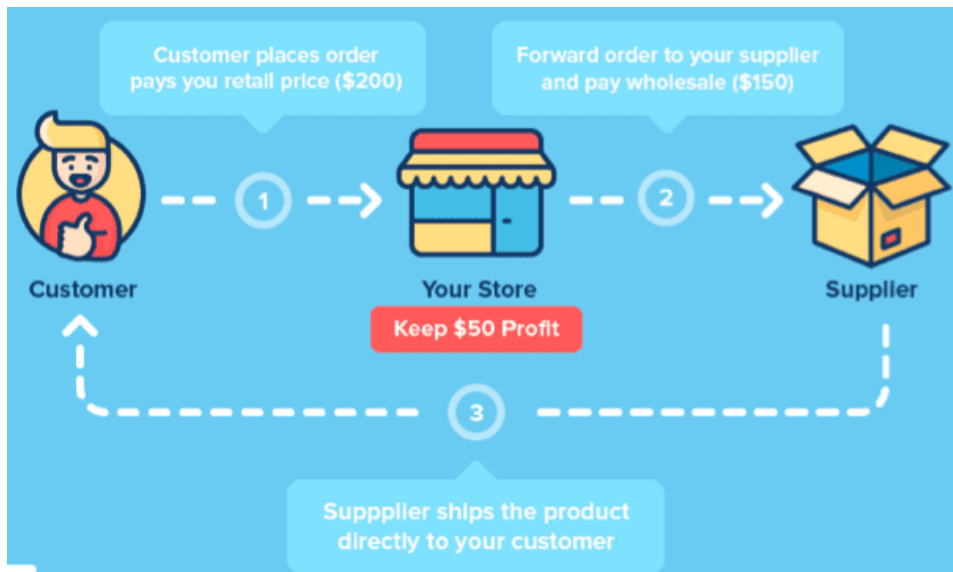 Customer places order
pays you retail price ($200)
Forward order to your supplier
and pay wholesale ($150)
1
2
Customer
Your Store
Supplier
Keep $50 Profit
3
Suppplier ships the product
directly to your customer